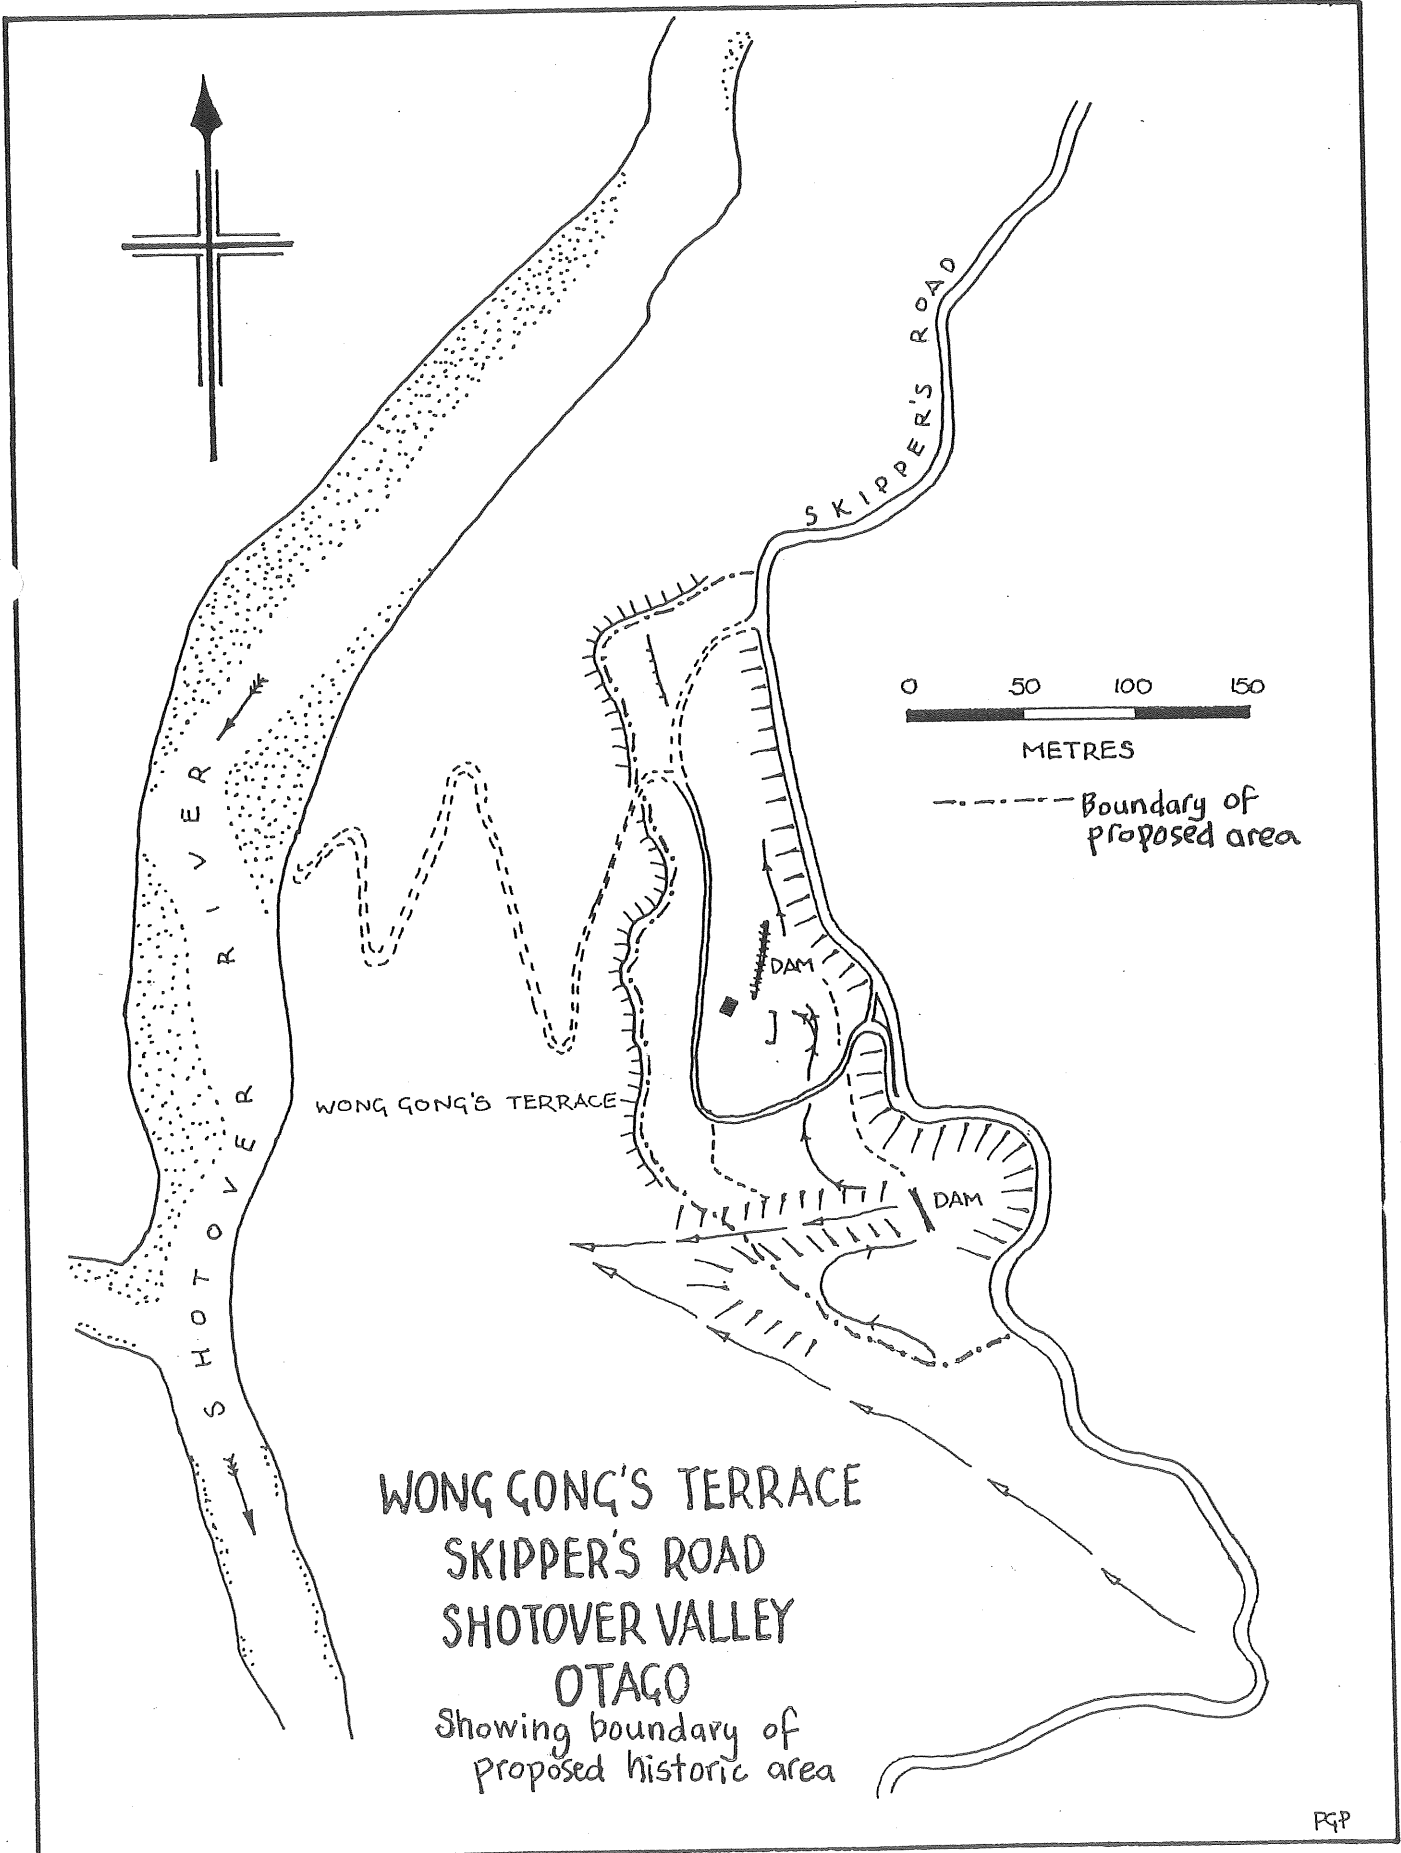 SKIPPER'S ROAD
0 50 100 150
METRES
Boundary of
proposed area
SHOTOVER RIVER
DAM
WONG GONG'S TERRACE
DAM
WONG GONG'S TERRACE
SKIPPER'S ROAD
SHOTOVER VALLEY
OTAGO
Showing boundary of
proposed historic area
PGP